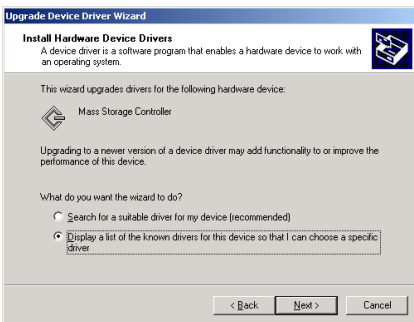 Upgrade Device Driver Wizard
Install Hardware Device Drivers
A device driver is a software program that enables a hardware device to work with
an operating system.
This wizard upgrades drivers for the following hardware device:
Mass Storage Controller
Upgrading to a newer version of a device driver may add functionality to or improve the
performance of this device.
What do you want the wizard to do?
Search for a suitable driver for my device (recommended)
Display a list of the known drivers for this device so that I can choose a specific
driver
< Back
Next >
Cancel